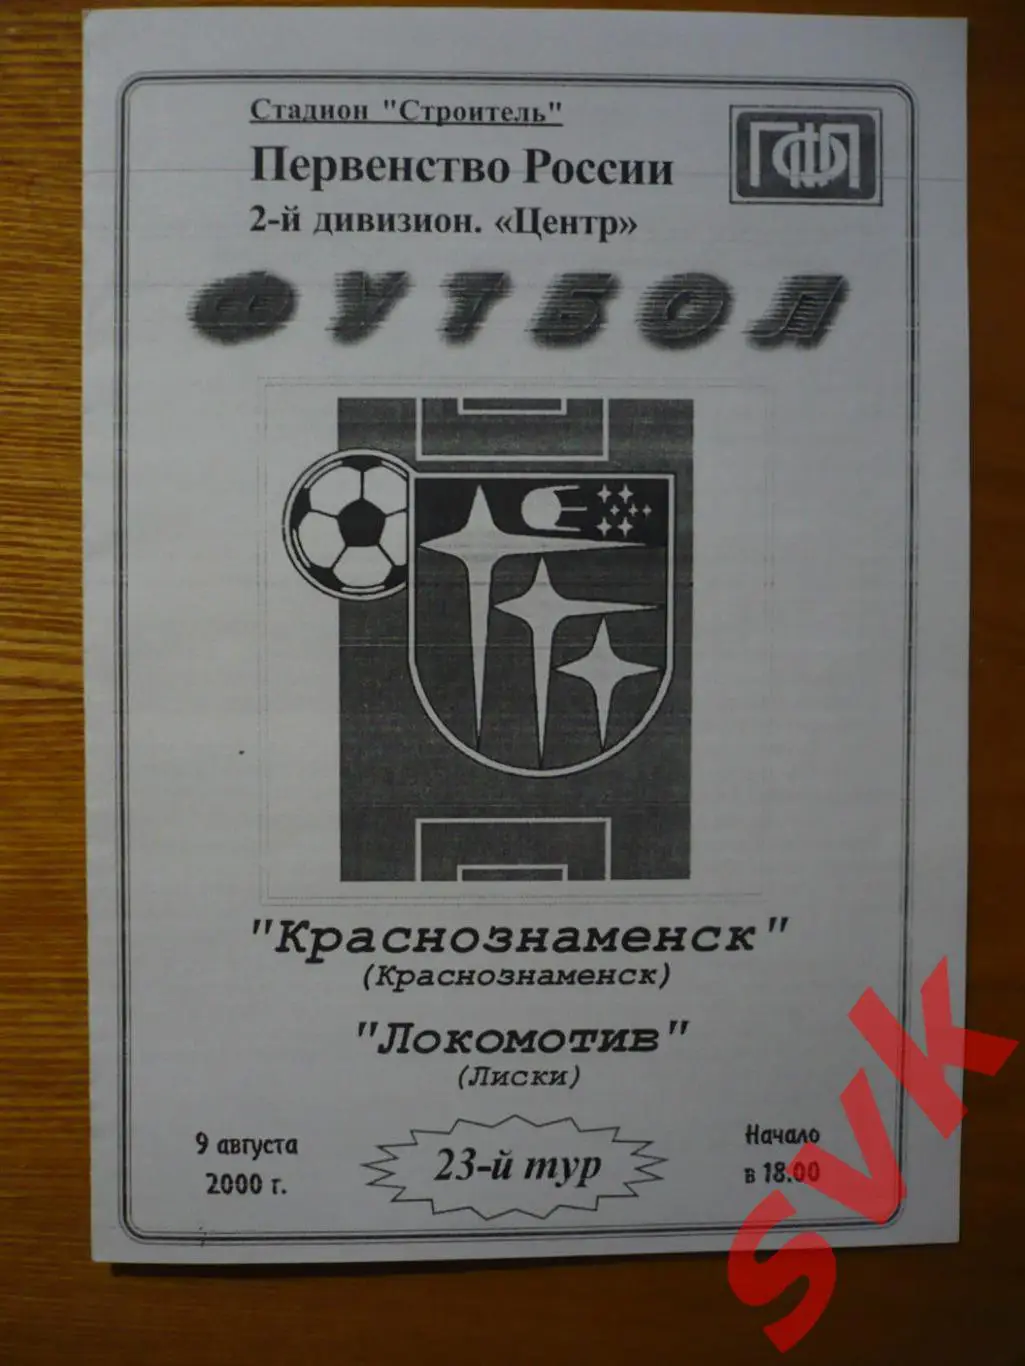 Стадион "Строитель"
Первенство России
2-й дивизион. «Центр»
ПФЛ
ФУТБОЛ
"Краснознаменск"
(Краснознаменск)
"Локомотив"
(Лиски)
9 августа
2000 г.
23-й тур
Начало
в 18.00
SVK